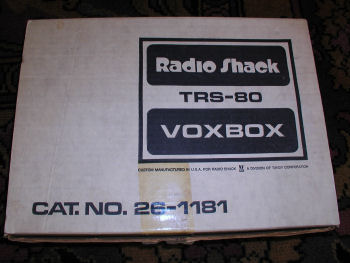 Radio Shack
TRS-80
VOXBOX
CUSTOM MANUFACTURED IN U.S.A. FOR RADIO SHACK A DIVISION OF TANDY CORPORATION
CAT. NO. 26-1181